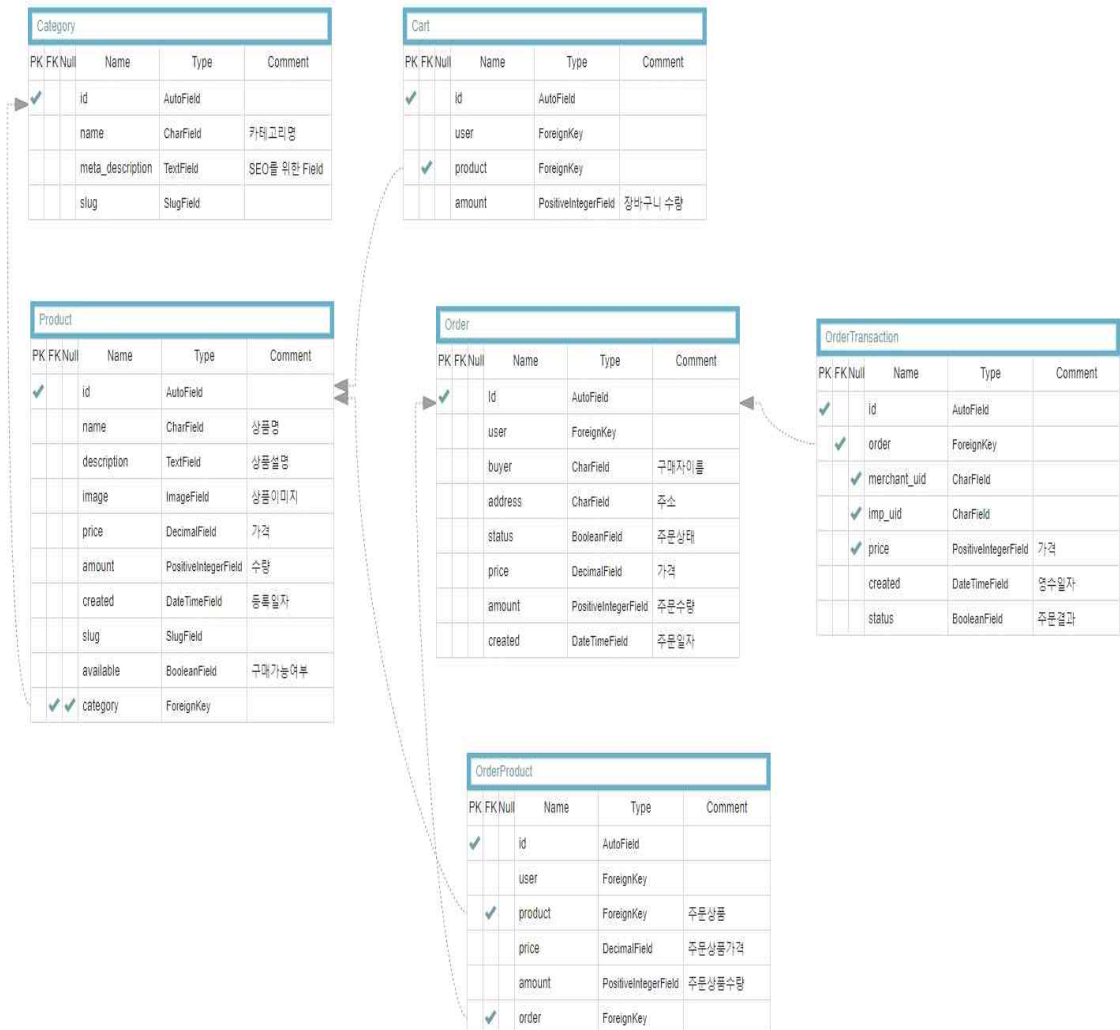 Category
PK FK Null Name Type Comment
id AutoField
name CharField 카테고리명
meta_description TextField SEO를 위한 Field
slug SlugField
Cart
PK FK Null Name Type Comment
id AutoField
user ForeignKey
product ForeignKey
amount PositiveIntegerField 장바구니 수량
Product
PK FK Null Name Type Comment
id AutoField
name CharField 상품명
description TextField 상품설명
image ImageField 상품이미지
price DecimalField 가격
amount PositiveIntegerField 수량
created DateTimeField 등록일자
slug SlugField
available BooleanField 구매가능여부
category ForeignKey
Order
PK FK Null Name Type Comment
Id AutoField
user ForeignKey
buyer CharField 구매자이름
address CharField 주소
status BooleanField 주문상태
price DecimalField 가격
amount PositiveIntegerField 주문수량
created DateTimeField 주문일자
OrderTransaction
PK FK Null Name Type Comment
id AutoField
order ForeignKey
merchant_uid CharField
imp_uid CharField
price PositiveIntegerField 가격
created DateTimeField 영수일자
status BooleanField 주문결과
OrderProduct
PK FK Null Name Type Comment
id AutoField
user ForeignKey
product ForeignKey 주문상품
price DecimalField 주문상품가격
amount PositiveIntegerField 주문상품수량
order ForeignKey